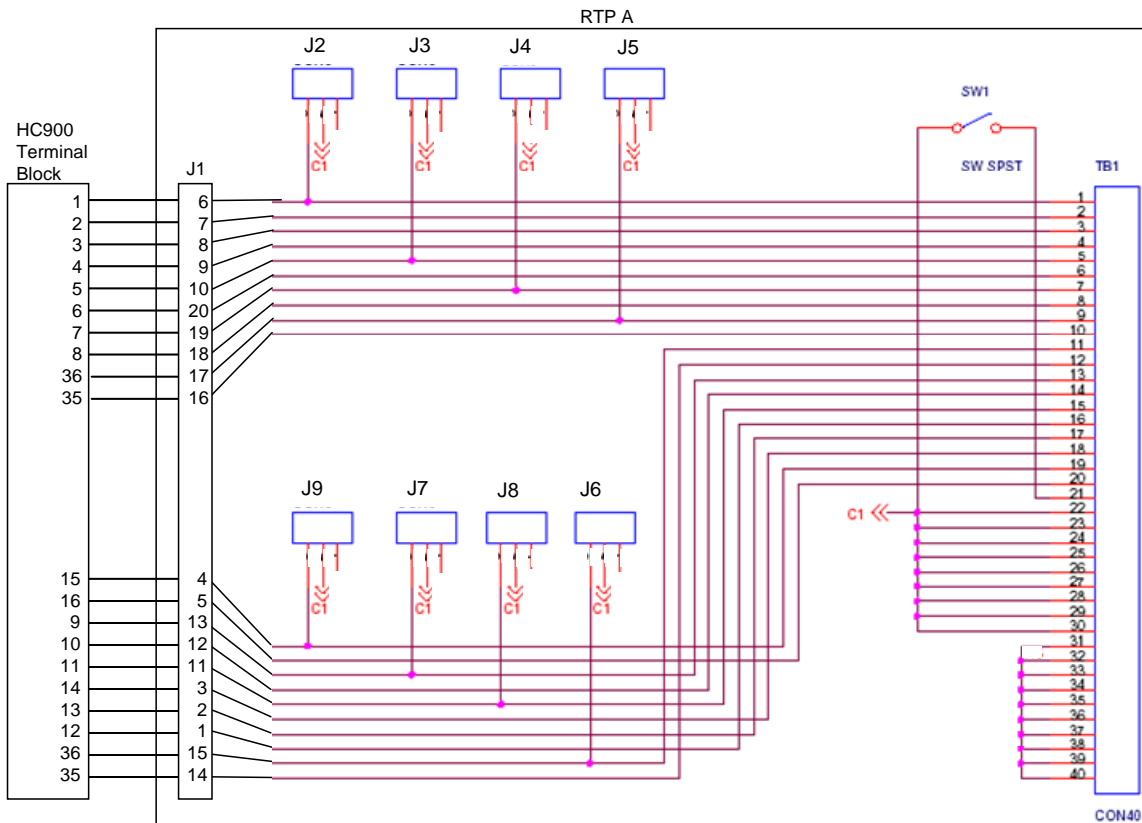 RTP A
J2
J3
J4
J5
C1
C1
C1
C1
SW1
SW SPST
HC900
Terminal
Block
J1
TB1
1 6
2 7
3 8
4 9
5 10
6 20
7 19
8 18
36 17
35 16
1
2
3
4
5
6
7
8
9
10
11
12
13
14
15
16
17
18
19
20
21
22
23
24
25
26
27
28
29
30
31
32
33
34
35
36
37
38
39
40
C1
J9
J7
J8
J6
C1
C1
C1
C1
15 4
16 5
9 13
10 12
11 11
14 3
13 2
12 1
36 15
35 14
CON40